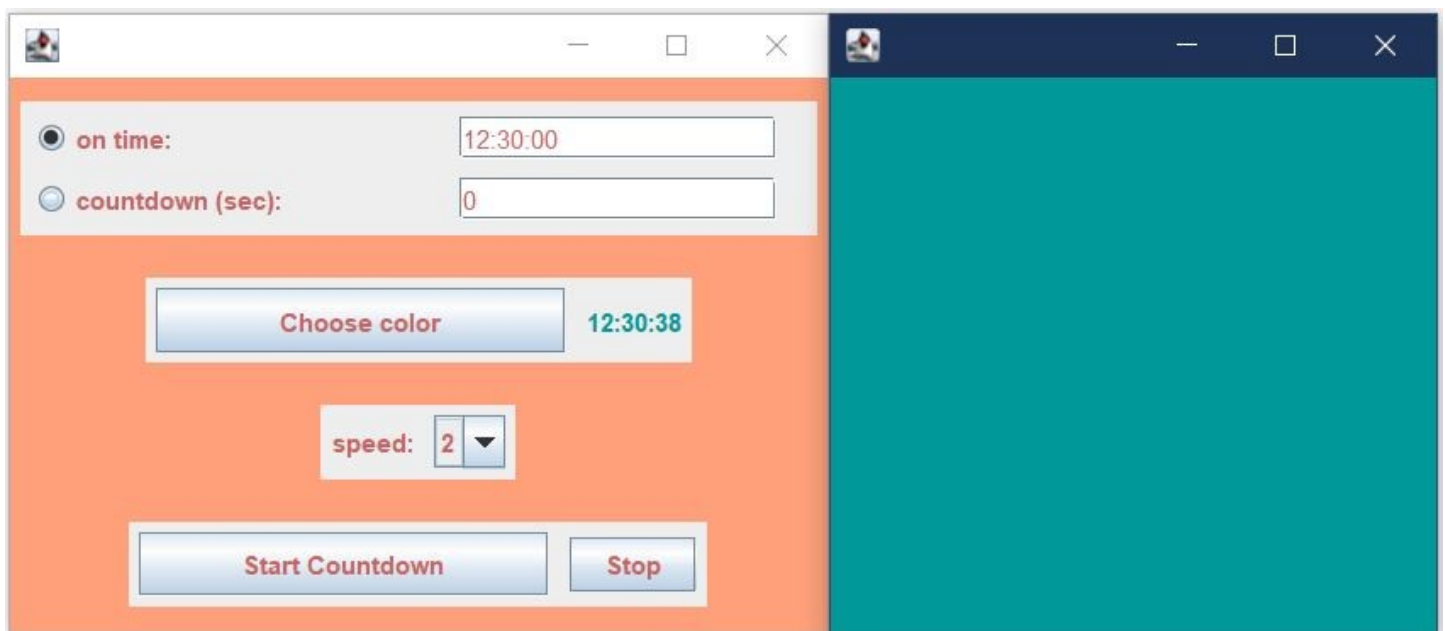 on time: 12:30:00
countdown (sec): 0
Choose color 12:30:38
speed: 2
Start Countdown Stop